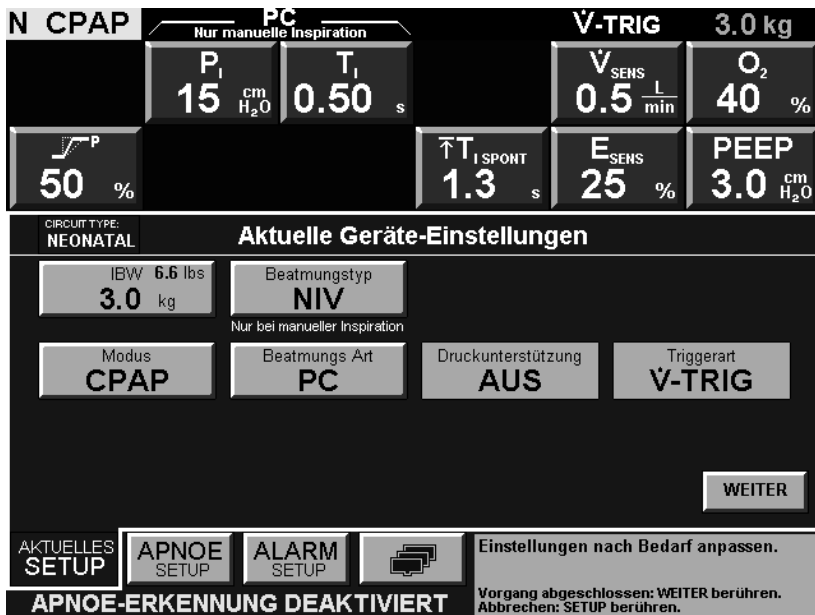 N CPAP
PC
Nur manuelle Inspiration
V̇-TRIG
3.0 kg
PI
15 cm H2O
TI
0.50 s
V̇SENS
0.5 L/min
O2
40 %
P
50 %
TI SPONT
1.3 s
ESENS
25 %
PEEP
3.0 cm H2O
CIRCUIT TYPE:
NEONATAL
Aktuelle Geräte-Einstellungen
IBW 6.6 lbs
3.0 kg
Beatmungstyp
NIV
Nur bei manueller Inspiration
Modus
CPAP
Beatmungs Art
PC
Druckunterstützung
AUS
Triggerart
V̇-TRIG
WEITER
AKTUELLES
SETUP
APNOE
SETUP
ALARM
SETUP
Einstellungen nach Bedarf anpassen.
APNOE-ERKENNUNG DEAKTIVIERT
Vorgang abgeschlossen: WEITER berühren.
Abbrechen: SETUP berühren.